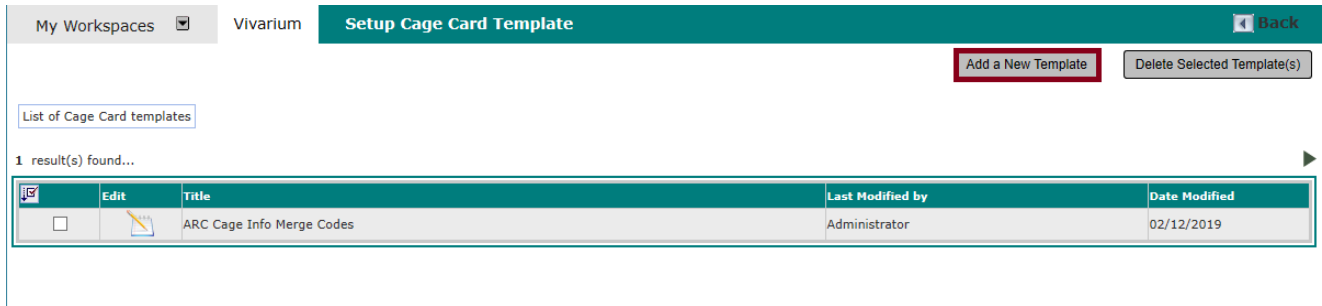 My Workspaces Vivarium Setup Cage Card Template Back
Add a New Template Delete Selected Template(s)
List of Cage Card templates
1 result(s) found...
Edit Title Last Modified by Date Modified
ARC Cage Info Merge Codes Administrator 02/12/2019